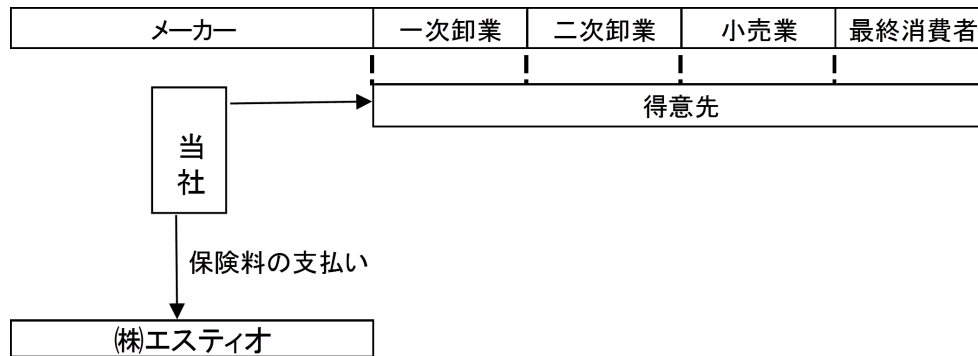 メーカー 一次卸業 二次卸業 小売業 最終消費者
得意先
当社
保険料の支払い
㈱エスティオ